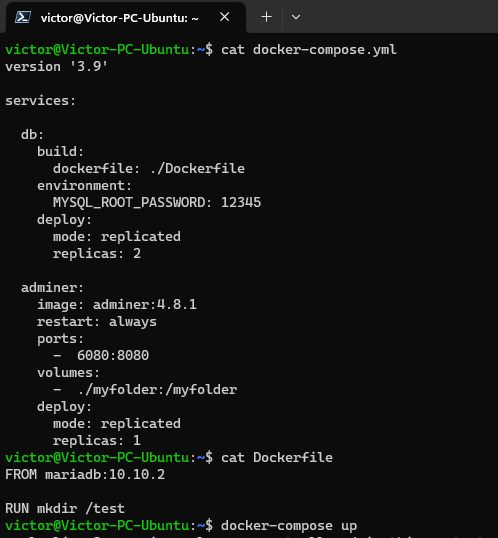 victor@Victor-PC-Ubuntu: ~
victor@Victor-PC-Ubuntu:~$ cat docker-compose.yml
version '3.9'
services:
db:
build:
dockerfile: ./Dockerfile
environment:
MYSQL_ROOT_PASSWORD: 12345
deploy:
mode: replicated
replicas: 2
adminer:
image: adminer:4.8.1
restart: always
ports:
- 6080:8080
volumes:
- ./myfolder:/myfolder
deploy:
mode: replicated
replicas: 1
victor@Victor-PC-Ubuntu:~$ cat Dockerfile
FROM mariadb:10.10.2
RUN mkdir /test
victor@Victor-PC-Ubuntu:~$ docker-compose up